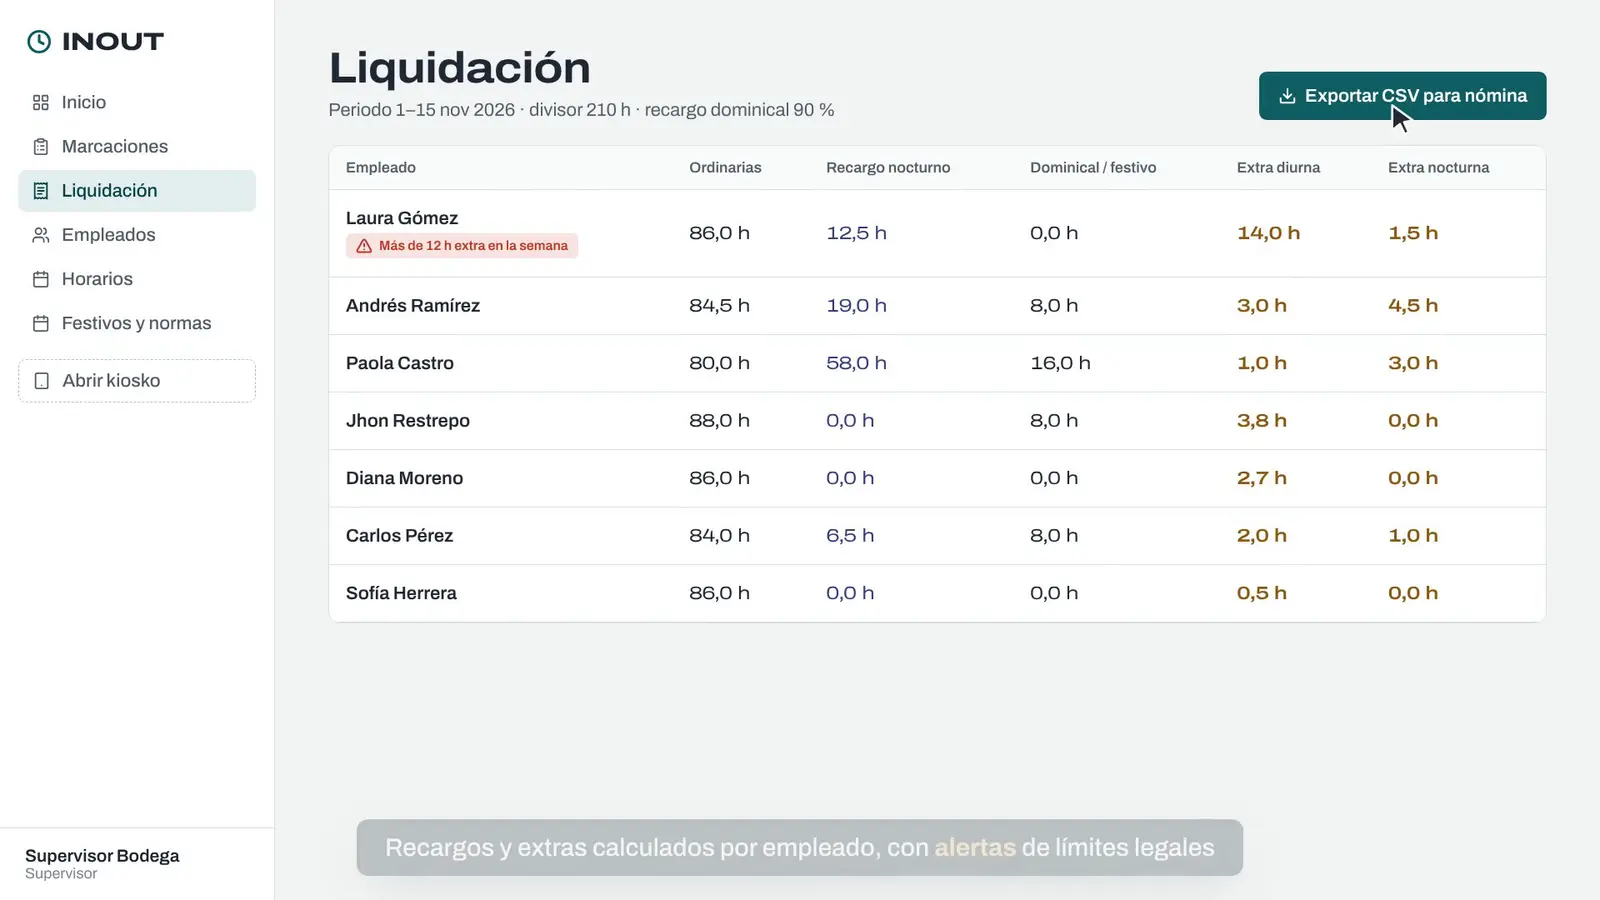 INOUT
Inicio
Marcaciones
Liquidación
Empleados
Horarios
Festivos y normas
Abrir kiosko
Supervisor Bodega
Supervisor
Liquidación
Periodo 1–15 nov 2026 · divisor 210 h · recargo dominical 90 %
Exportar CSV para nómina
Empleado Ordinarias Recargo nocturno Dominical / festivo Extra diurna Extra nocturna
Laura Gómez 86,0 h 12,5 h 0,0 h 14,0 h 1,5 h
Más de 12 h extra en la semana
Andrés Ramírez 84,5 h 19,0 h 8,0 h 3,0 h 4,5 h
Paola Castro 80,0 h 58,0 h 16,0 h 1,0 h 3,0 h
Jhon Restrepo 88,0 h 0,0 h 8,0 h 3,8 h 0,0 h
Diana Moreno 86,0 h 0,0 h 0,0 h 2,7 h 0,0 h
Carlos Pérez 84,0 h 6,5 h 8,0 h 2,0 h 1,0 h
Sofía Herrera 86,0 h 0,0 h 0,0 h 0,5 h 0,0 h
Recargos y extras calculados por empleado, con alertas de límites legales